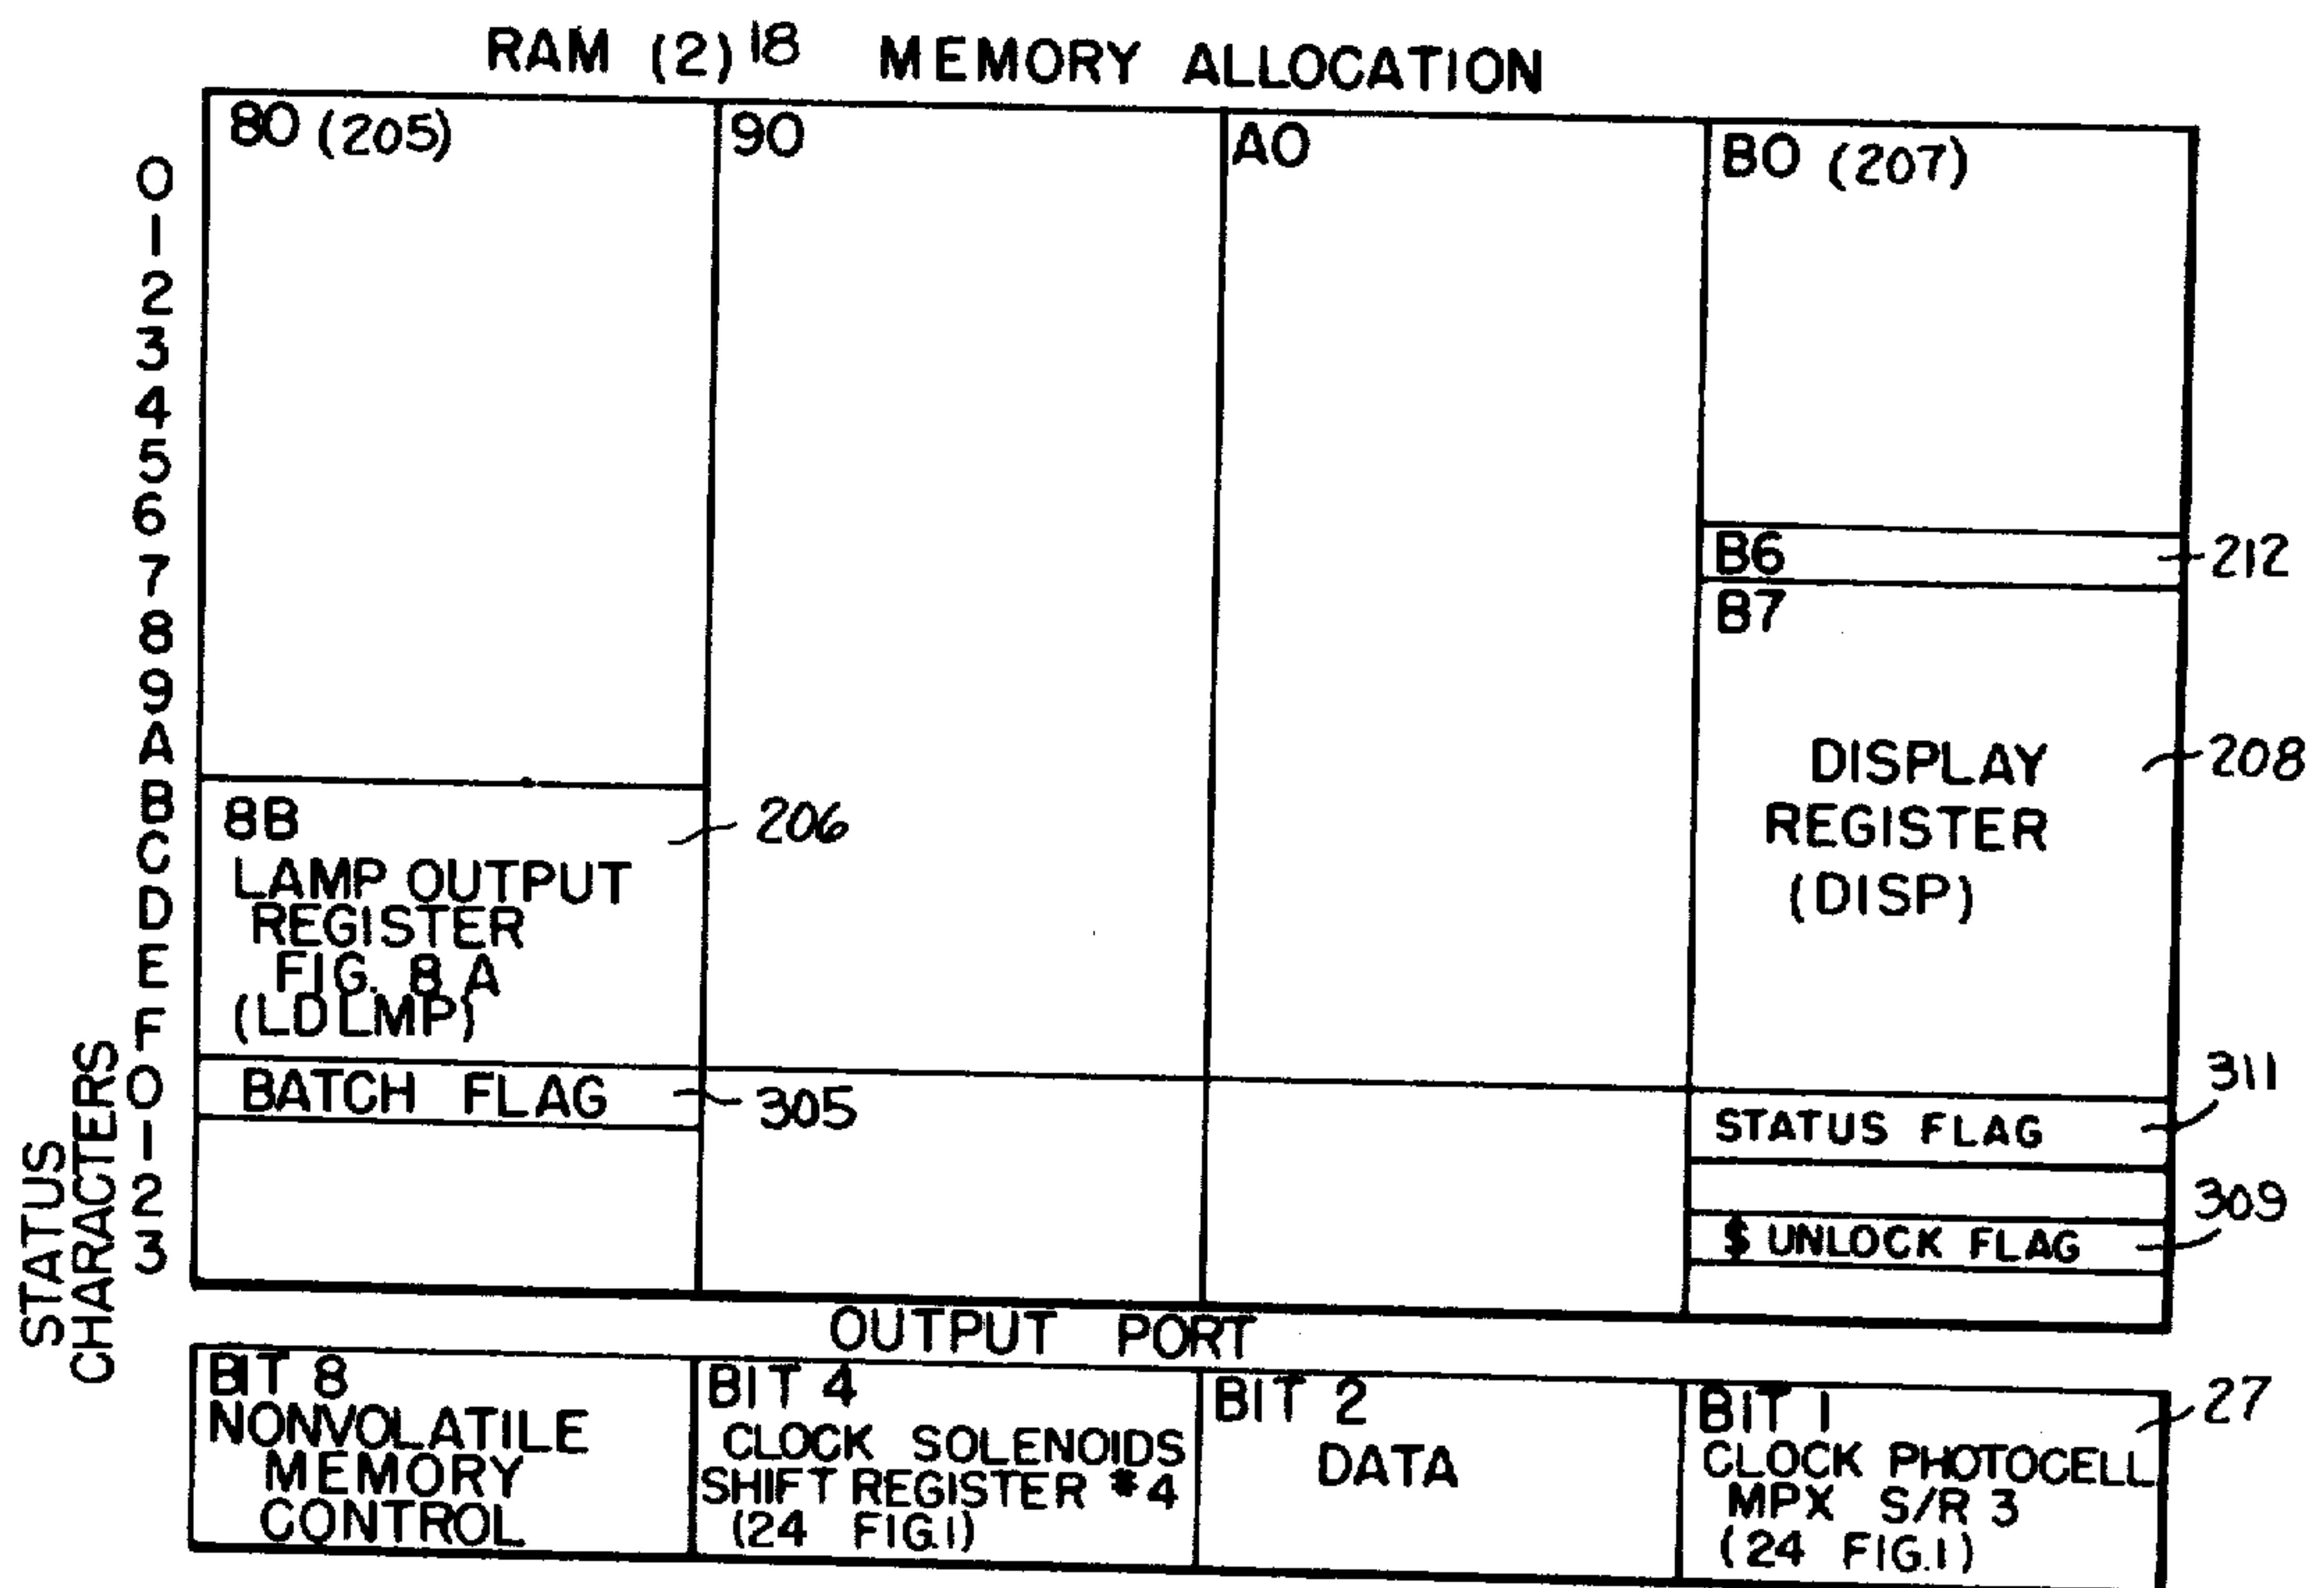 RAM (2) 18 MEMORY ALLOCATION
80 (205)
90
A0
B0 (207)
0
1
2
3
4
5
6
7
8
9
A
B
C
D
E
F
B6
212
B7
DISPLAY
REGISTER
(DISP)
208
8B
206
LAMP OUTPUT
REGISTER
FIG. 8 A
(LDLMP)
STATUS
CHARACTERS
0
1
2
3
BATCH FLAG
305
STATUS FLAG
311
$ UNLOCK FLAG
309
OUTPUT PORT
BIT 8
NONVOLATILE
MEMORY
CONTROL
BIT 4
CLOCK SOLENOIDS
SHIFT REGISTER #4
(24 FIG.1)
BIT 2
DATA
BIT 1
CLOCK PHOTOCELL
MPX S/R 3
(24 FIG.1)
27